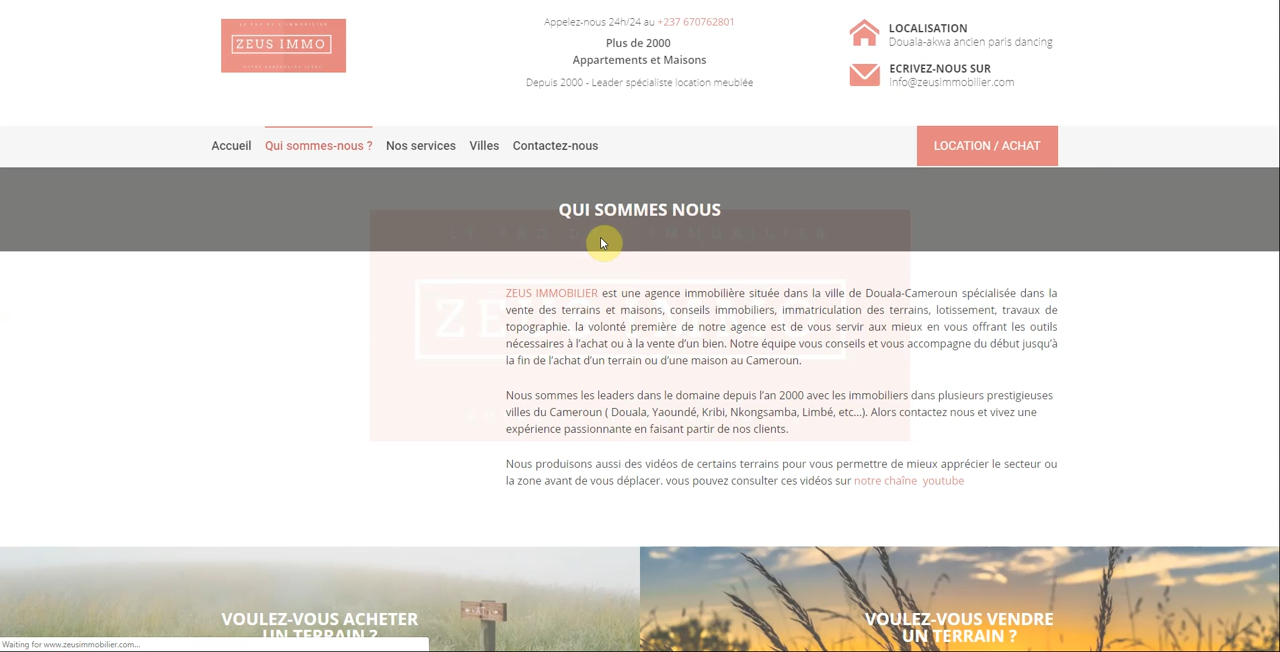 LE PRO DE L'IMMOBILIER
ZEUS IMMO
Appelez-nous 24h/24 au +237 670762801
Plus de 2000
Appartements et Maisons
Depuis 2000 - Leader spécialiste location meublée
LOCALISATION
Douala-akwa ancien paris dancing
ECRIVEZ-NOUS SUR
Info@zeusimmobilier.com
Accueil
Qui sommes-nous ?
Nos services
Villes
Contactez-nous
LOCATION / ACHAT
QUI SOMMES NOUS
ZEUS IMMOBILIER est une agence immobilière située dans la ville de Douala-Cameroun spécialisée dans la
vente des terrains et maisons, conseils immobiliers, immatriculation des terrains, lotissement, travaux de
topographie. la volonté première de notre agence est de vous servir aux mieux en vous offrant les outils
nécessaires à l'achat ou à la vente d'un bien. Notre équipe vous conseils et vous accompagne du début jusqu'à
la fin de l'achat d'un terrain ou d'une maison au Cameroun.
Nous sommes les leaders dans le domaine depuis l'an 2000 avec les immobiliers dans plusieurs prestigieuses
villes du Cameroun ( Douala, Yaoundé, Kribi, Nkongsamba, Limbé, etc...). Alors contactez nous et vivez une
expérience passionnante en faisant partir de nos clients.
Nous produisons aussi des vidéos de certains terrains pour vous permettre de mieux apprécier le secteur ou
la zone avant de vous déplacer. vous pouvez consulter ces vidéos sur notre chaîne youtube
VOULEZ-VOUS ACHETER
UN TERRAIN ?
VOULEZ-VOUS VENDRE
UN TERRAIN ?
Waiting for www.zeusimmobilier.com...